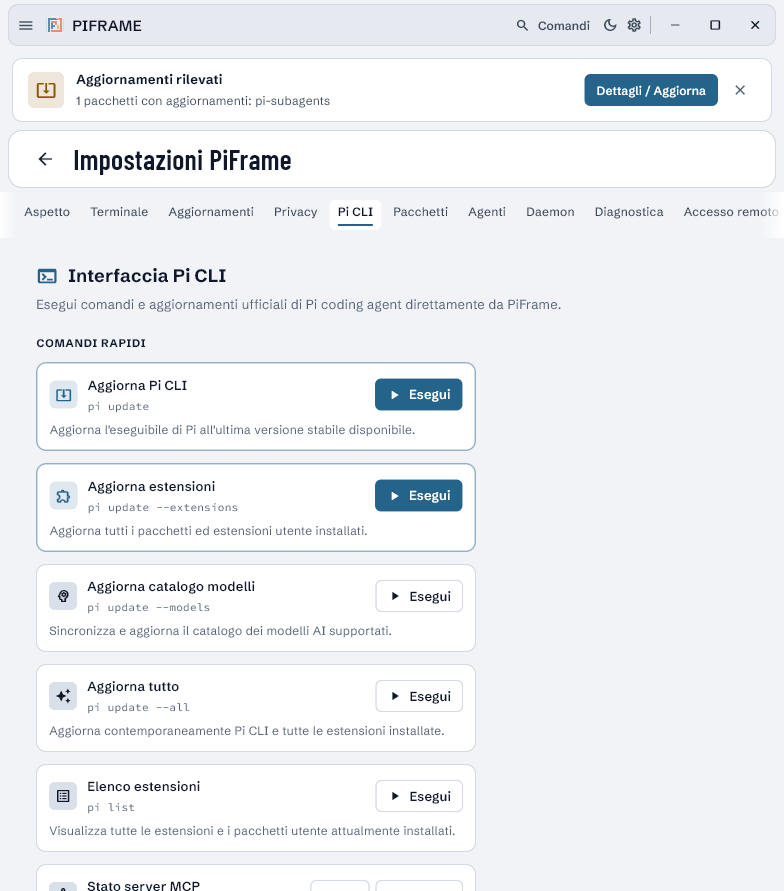 PIFRAME
Comandi
Aggiornamenti rilevati
1 pacchetti con aggiornamenti: pi-subagents
Dettagli / Aggiorna
Impostazioni PiFrame
Aspetto Terminale Aggiornamenti Privacy Pi CLI Pacchetti Agenti Daemon Diagnostica Accesso remoto
Interfaccia Pi CLI
Esegui comandi e aggiornamenti ufficiali di Pi coding agent direttamente da PiFrame.
COMANDI RAPIDI
Aggiorna Pi CLI
pi update
Esegui
Aggiorna l'eseguibile di Pi all'ultima versione stabile disponibile.
Aggiorna estensioni
pi update --extensions
Esegui
Aggiorna tutti i pacchetti ed estensioni utente installati.
Aggiorna catalogo modelli
pi update --models
Esegui
Sincronizza e aggiorna il catalogo dei modelli AI supportati.
Aggiorna tutto
pi update --all
Esegui
Aggiorna contemporaneamente Pi CLI e tutte le estensioni installate.
Elenco estensioni
pi list
Esegui
Visualizza tutte le estensioni e i pacchetti utente attualmente installati.
Stato server MCP